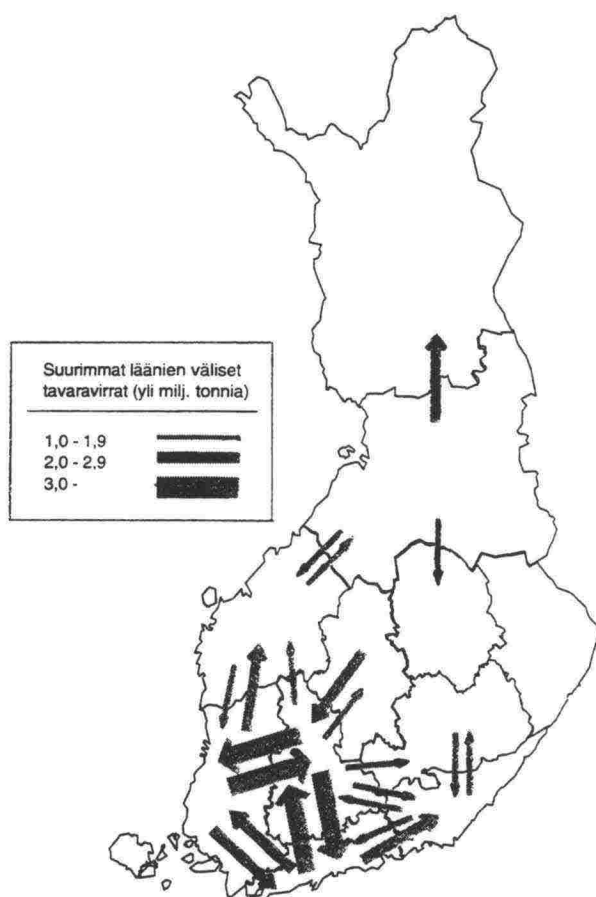 Suurimmat läänien väliset
tavaravirrat (yli milj. tonnia)
1,0 - 1,9
2,0 - 2,9
3,0 -